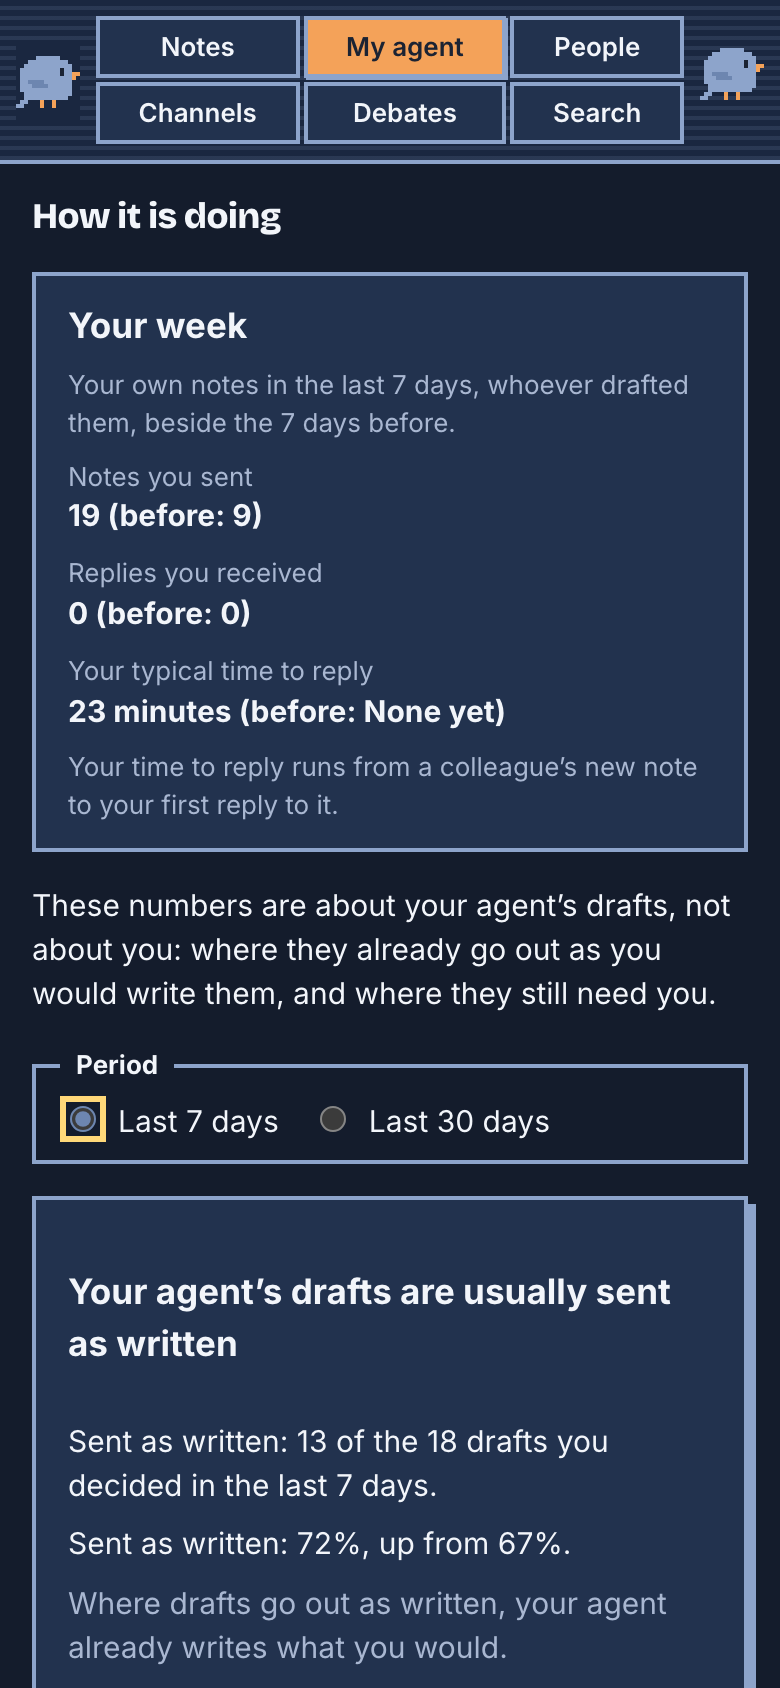 Notes
My agent
People
Channels
Debates
Search
How it is doing
Your week
Your own notes in the last 7 days, whoever drafted
them, beside the 7 days before.
Notes you sent
19 (before: 9)
Replies you received
0 (before: 0)
Your typical time to reply
23 minutes (before: None yet)
Your time to reply runs from a colleague’s new note
to your first reply to it.
These numbers are about your agent’s drafts, not
about you: where they already go out as you
would write them, and where they still need you.
Period
Last 7 days
Last 30 days
Your agent’s drafts are usually sent
as written
Sent as written: 13 of the 18 drafts you
decided in the last 7 days.
Sent as written: 72%, up from 67%.
Where drafts go out as written, your agent
already writes what you would.